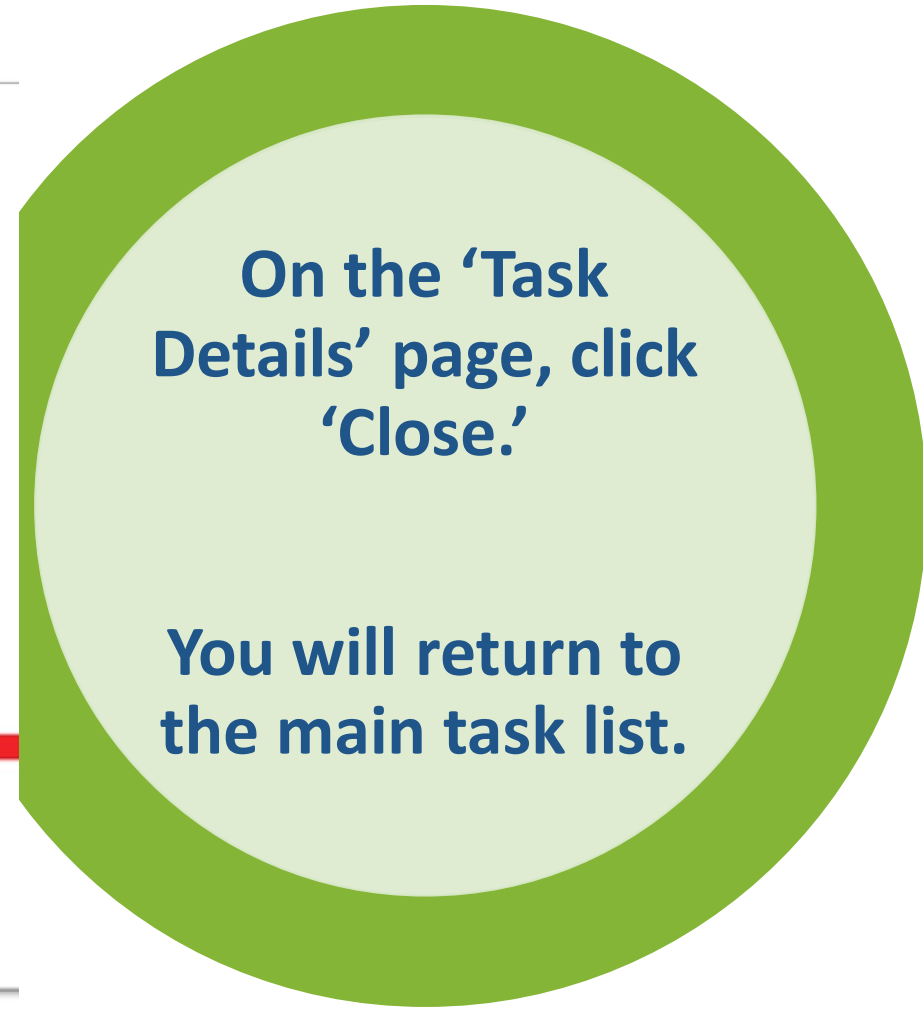 On the ‘Task
Details’ page, click
‘Close.’
You will return to
the main task list.